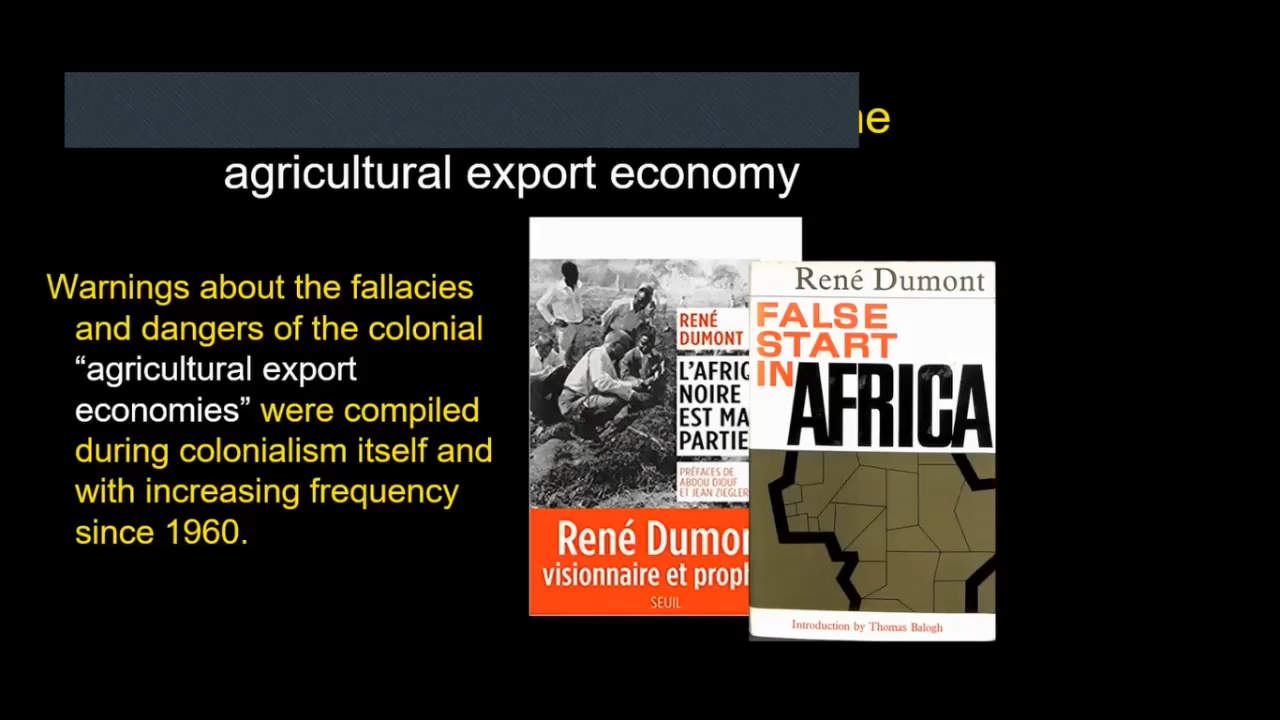 agricultural export economy
Warnings about the fallacies
and dangers of the colonial
“agricultural export
economies” were compiled
during colonialism itself and
with increasing frequency
since 1960.
RENÉ
DUMONT
L'AFRIQ
NOIRE
EST MA
PARTIE
PRÉFACES DE
ABDOU DIOUF
ET JEAN ZIEGLER
René Dumon
visionnaire et proph
SEUIL
René Dumont
FALSE
START
IN AFRICA
Introduction by Thomas Balogh